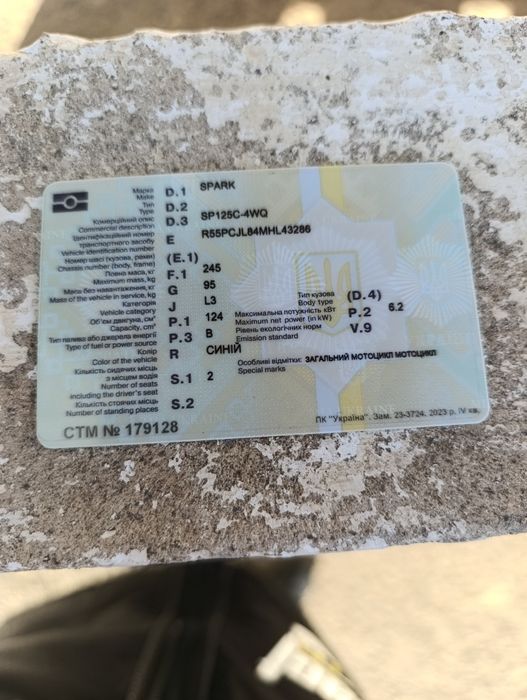 Марка D.1 SPARK
Make
Тип D.2
Type
Комерційний опис D.3 SP125C-4WQ
Commercial description
Ідентифікаційний номер транспортного засобу E R55PCJL84MHL43286
Vehicle identification number
Номер шасі (кузова, рами) (E.1)
Chassis number (body, frame)
Повна маса, кг F.1 245
Maximum mass, kg
Маса без навантаження, кг G 95
Mass of the vehicle in service, kg
Категорія J L3 Тип кузова (D.4)
Vehicle category Body type
Об'єм двигуна, см³ P.1 124 Максимальна потужність кВт P.2 6.2
Capacity, cm³ Maximum net power (in kW)
Тип палива або джерела енергії P.3 B Рівень екологічних норм V.9
Type of fuel or power source Emission standard
Колір R СИНІЙ
Color of the vehicle Особливі відмітки: ЗАГАЛЬНИЙ МОТОЦИКЛ МОТОЦИКЛ
Кількість сидячих місць Special marks
з місцем водія S.1 2
Number of seats
including the driver's seat
Кількість стоячих місць S.2
Number of standing places
СТМ № 179128 ПК "Україна". Зам. 23-3724. 2023 р. IV кв.